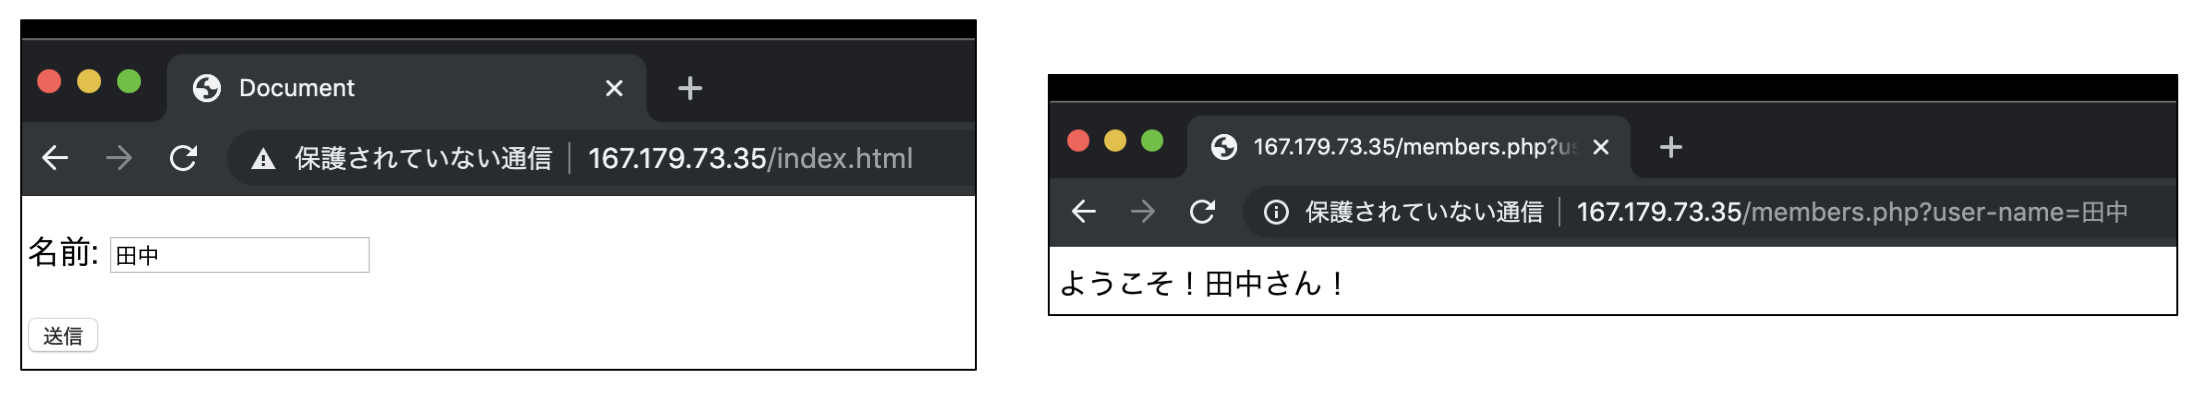 Document
保護されていない通信 | 167.179.73.35/index.html
名前: 田中
送信
167.179.73.35/members.php?us
保護されていない通信 | 167.179.73.35/members.php?user-name=田中
ようこそ！田中さん！